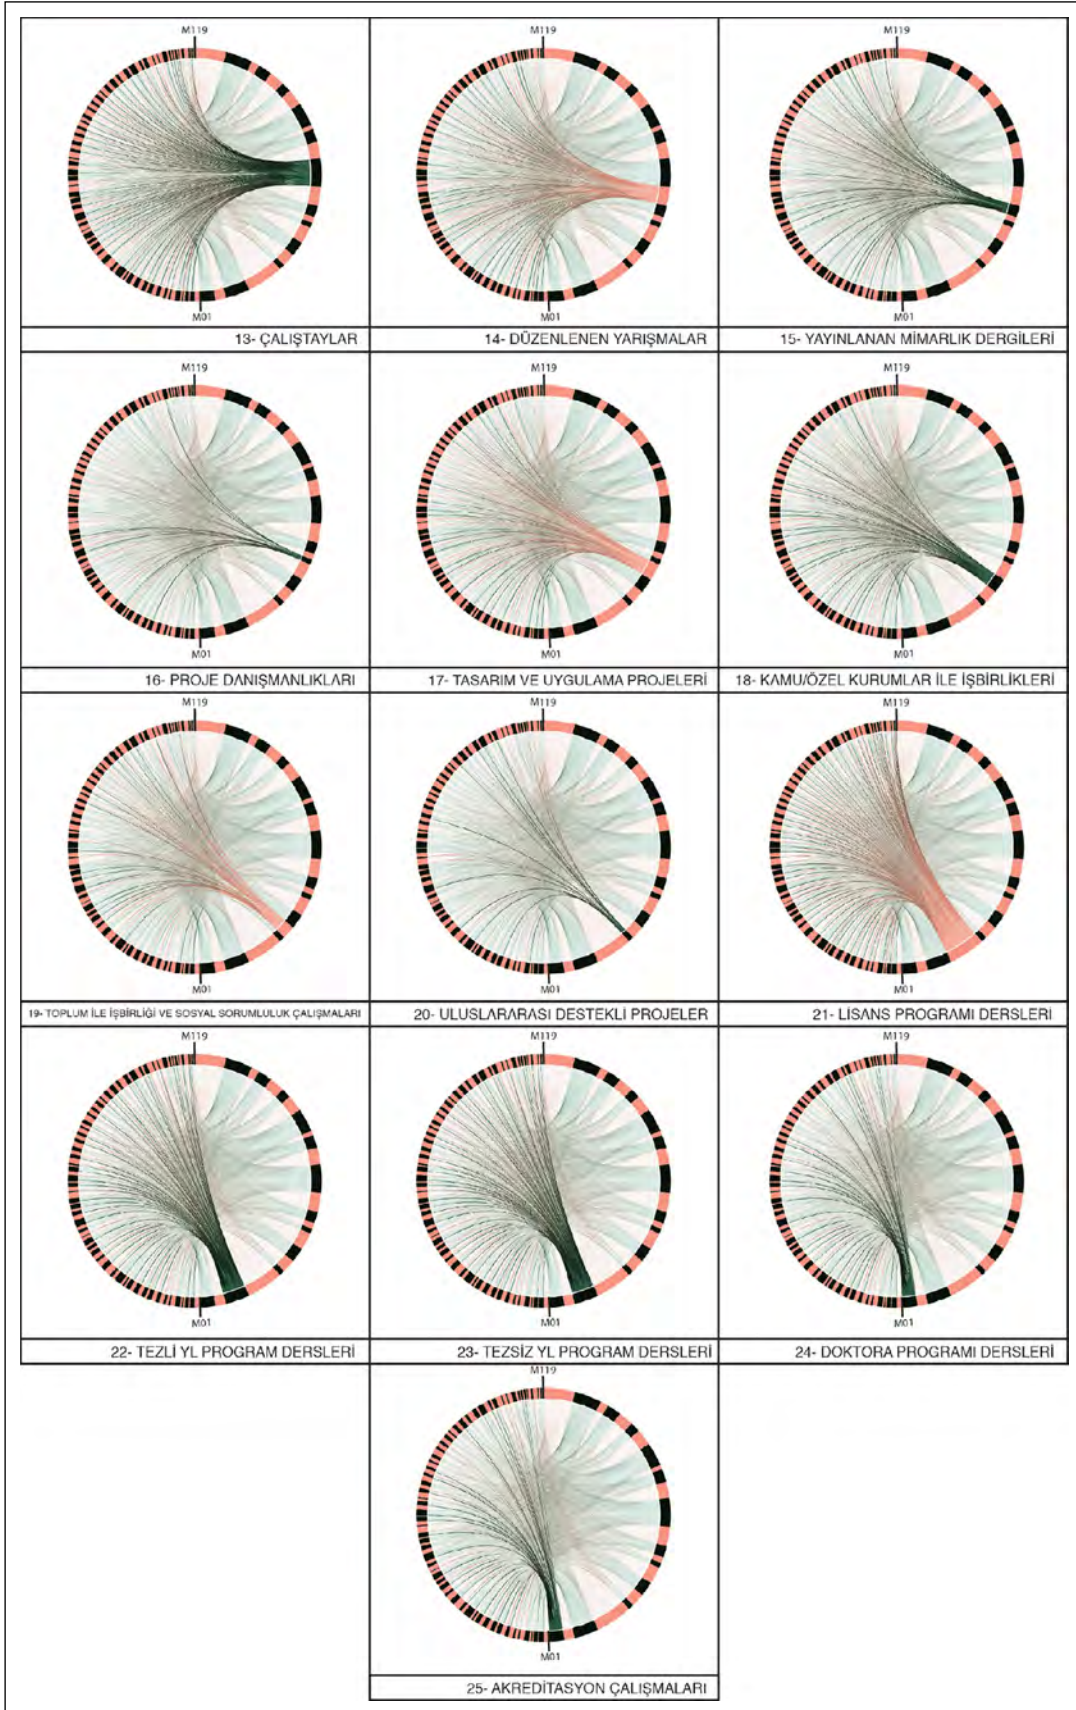 M119
M119
M119
M01
M01
M01
13- ÇALIŞTAYLAR
14- DÜZENLENEN YARIŞMALAR
15- YAYINLANAN MİMARLIK DERGİLERİ
M119
M119
M119
M01
M01
M01
16- PROJE DANIŞMANLIKLARI
17- TASARIM VE UYGULAMA PROJELERİ
18- KAMU/ÖZEL KURUMLAR İLE İŞBİRLİKLERİ
M119
M119
M119
M01
M01
M01
19- TOPLUM İLE İŞBİRLİĞİ VE SOSYAL SORUMLULUK ÇALIŞMALARI
20- ULUSLARARASI DESTEKLİ PROJELER
21- LİSANS PROGRAMI DERSLERİ
M119
M119
M119
M01
M01
M01
22- TEZLİ YL PROGRAM DERSLERİ
23- TEZSİZ YL PROGRAM DERSLERİ
24- DOKTORA PROGRAMI DERSLERİ
M119
M01
25- AKREDİTASYON ÇALIŞMALARI